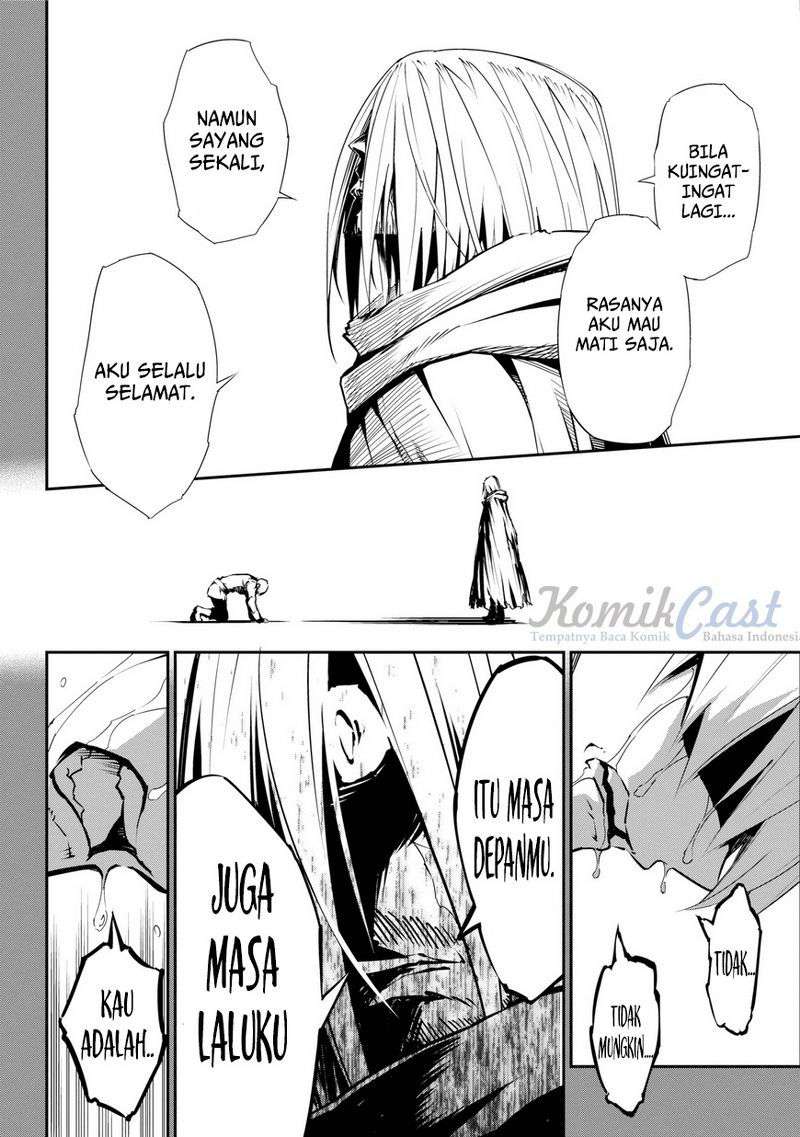 BILA
KUINGAT-
INGAT
LAGI...
RASANYA
AKU MAU
MATI SAJA.
NAMUN
SAYANG
SEKALI,
AKU SELALU
SELAMAT.
KomikCast
Tempatnya Baca Komik Bahasa Indonesia
TIDAK...
TIDAK
MUNGKIN....
ITU MASA
DEPANMU.
JUGA
MASA
LALUKU
KAU
ADALAH..